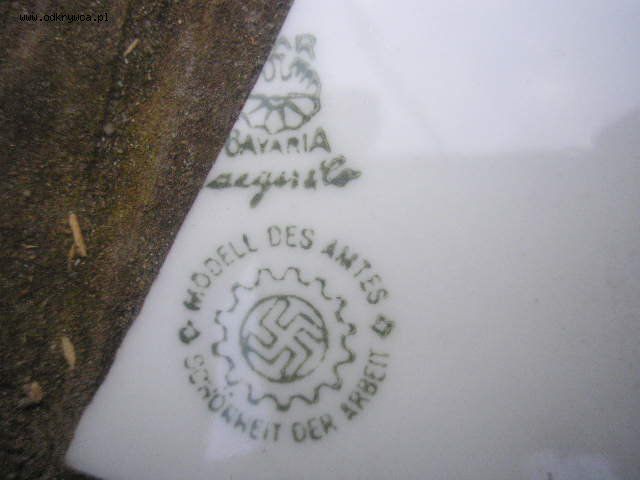 www.odkrywca.pl
BAVARIA
MODELL DES AMTES
SCHÖNHEIT DER ARBEIT